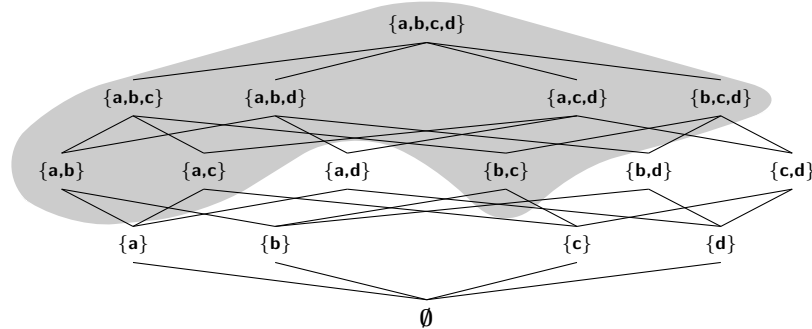 {a,b,c,d}
{a,b,c} {a,b,d} {a,c,d} {b,c,d}
{a,b} {a,c} {a,d} {b,c} {b,d} {c,d}
{a} {b} {c} {d}
∅